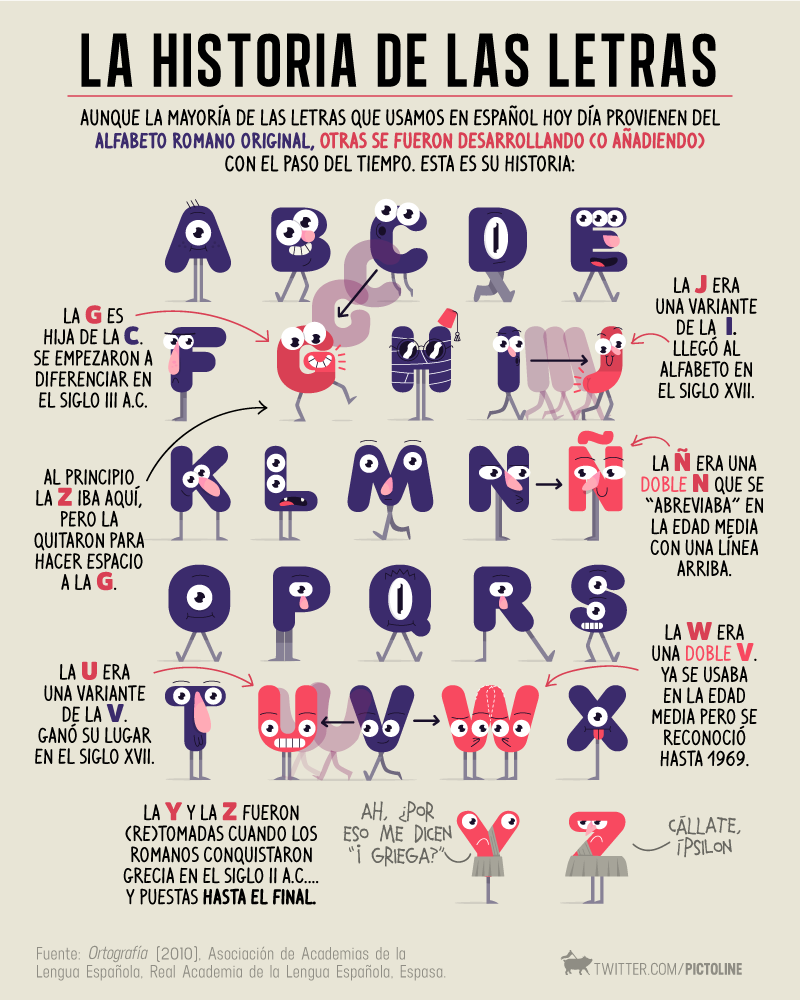 LA HISTORIA DE LAS LETRAS
AUNQUE LA MAYORÍA DE LAS LETRAS QUE USAMOS EN ESPAÑOL HOY DÍA PROVIENEN DEL
ALFABETO ROMANO ORIGINAL, OTRAS SE FUERON DESARROLLANDO (O AÑADIENDO)
CON EL PASO DEL TIEMPO. ESTA ES SU HISTORIA:
A B C D E
LA G ES
HIJA DE LA C.
SE EMPEZARON A
DIFERENCIAR EN
EL SIGLO III A.C.
F G H I J
LA J ERA
UNA VARIANTE
DE LA I.
LLEGÓ AL
ALFABETO EN
EL SIGLO XVII.
AL PRINCIPIO
LA Z IBA AQUÍ,
PERO LA
QUITARON PARA
HACER ESPACIO
A LA G.
K L M N Ñ
LA Ñ ERA UNA
DOBLE N QUE SE
“ABREVIABA” EN
LA EDAD MEDIA
CON UNA LÍNEA
ARRIBA.
O P Q R S
LA U ERA
UNA VARIANTE
DE LA V.
GANÓ SU LUGAR
EN EL SIGLO XVII.
T U V W X
LA W ERA
UNA DOBLE V.
YA SE USABA
EN LA EDAD
MEDIA PERO SE
RECONOCIÓ
HASTA 1969.
LA Y Y LA Z FUERON
(RE)TOMADAS CUANDO LOS
ROMANOS CONQUISTARON
GRECIA EN EL SIGLO II A.C....
Y PUESTAS HASTA EL FINAL.
AH, ¿POR
ESO ME DICEN
“I GRIEGA?”
Y Z
CÁLLATE,
ÍPSILON
Fuente: Ortografía [2010], Asociación de Academias de la
Lengua Española, Real Academia de la Lengua Española, Espasa.
TWITTER.COM/PICTOLINE